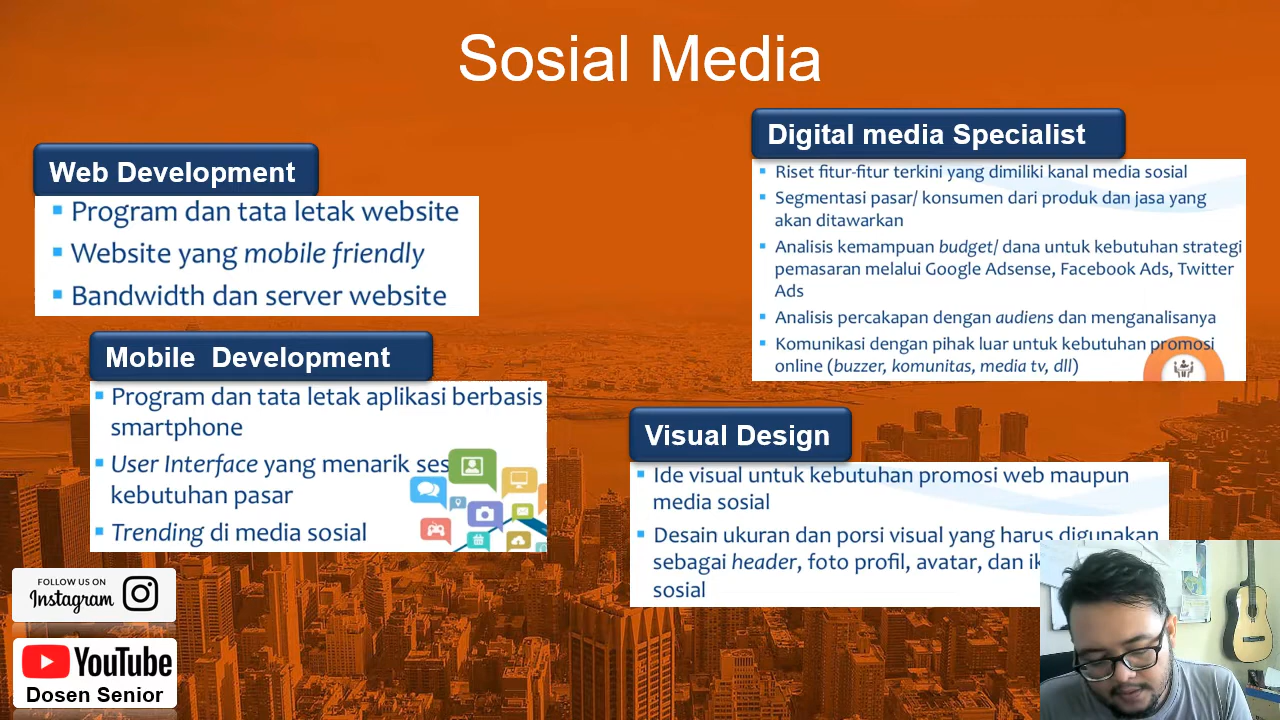 Sosial Media
Web Development
Program dan tata letak website
Website yang mobile friendly
Bandwidth dan server website
Mobile Development
Program dan tata letak aplikasi berbasis
smartphone
User Interface yang menarik
kebutuhan pasar
Trending di media sosial
Digital media Specialist
Riset fitur-fitur terkini yang dimiliki kanal media sosial
Segmentasi pasar/ konsumen dari produk dan jasa yang
akan ditawarkan
Analisis kemampuan budget/ dana untuk kebutuhan strategi
pemasaran melalui Google Adsense, Facebook Ads, Twitter
Ads
Analisis percakapan dengan audiens dan menganalisanya
Komunikasi dengan pihak luar untuk kebutuhan promosi
online (buzzer, komunitas, media tv, dll)
Visual Design
Ide visual untuk kebutuhan promosi web maupun
media sosial
Desain ukuran dan porsi visual yang harus digunakan
sebagai header, foto profil, avatar, dan
sosial
FOLLOW US ON
Instagram
YouTube
Dosen Senior